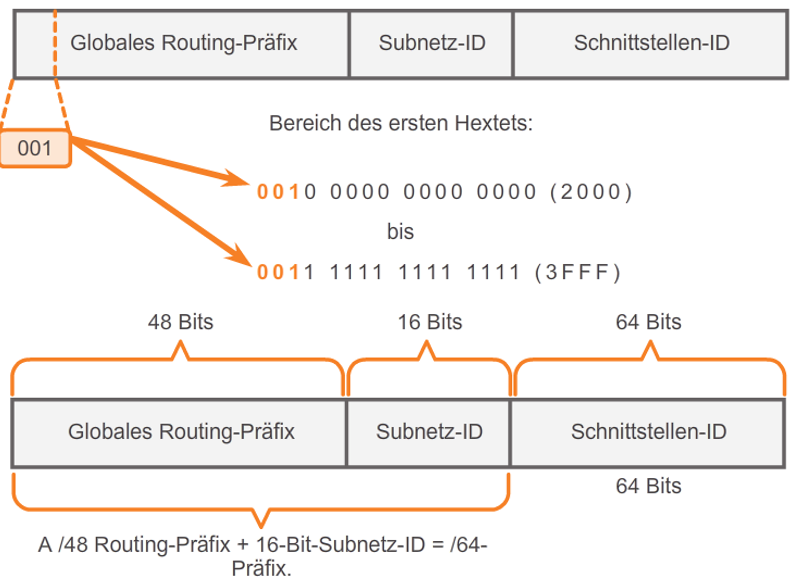 Globales Routing-Präfix Subnetz-ID Schnittstellen-ID
001
Bereich des ersten Hextets:
0010 0000 0000 0000 (2000)
bis
0011 1111 1111 1111 (3FFF)
48 Bits 16 Bits 64 Bits
Globales Routing-Präfix Subnetz-ID Schnittstellen-ID
64 Bits
A /48 Routing-Präfix + 16-Bit-Subnetz-ID = /64-
Präfix.